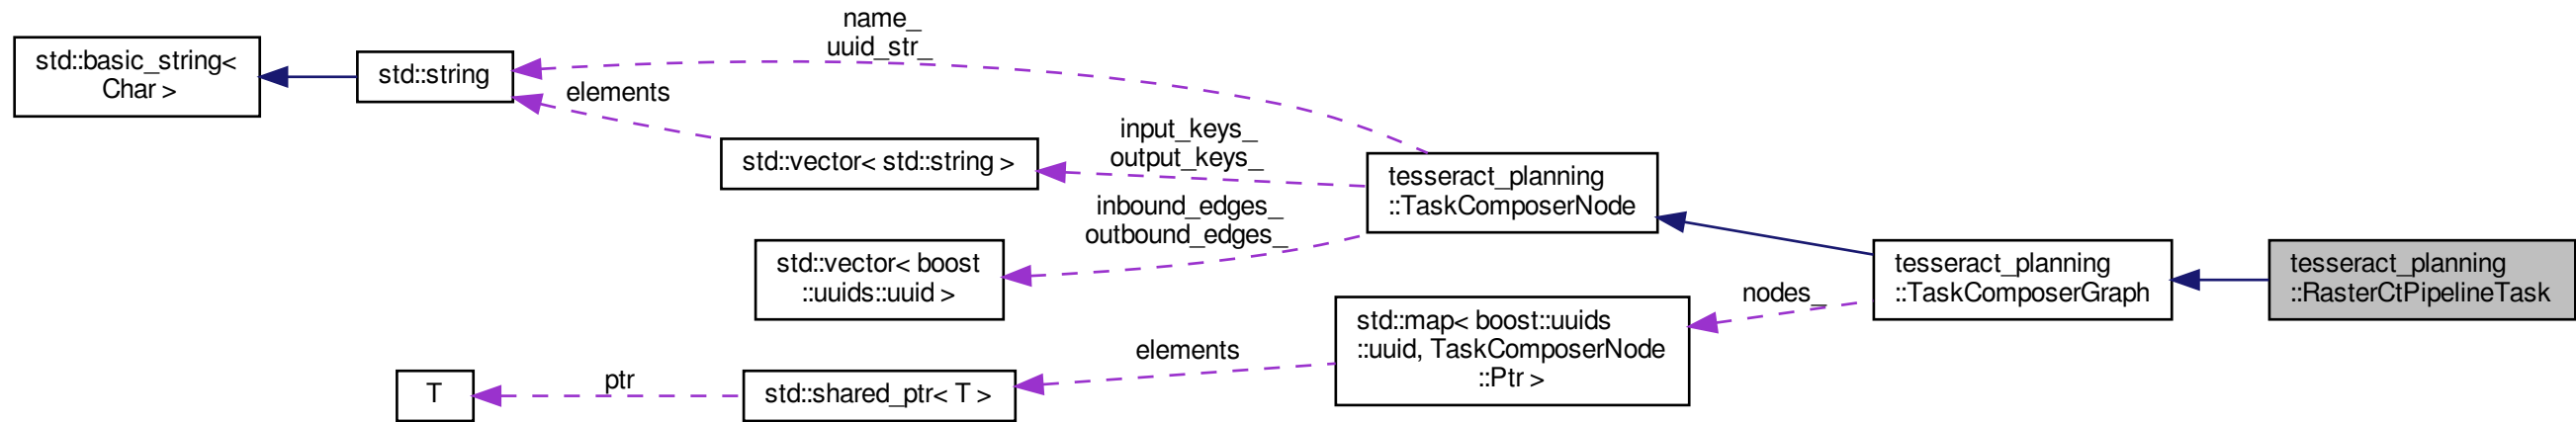 name_
uuid_str_
std::basic_string<
Char >
std::string
elements
input_keys_
output_keys_
std::vector< std::string >
tesseract_planning
::TaskComposerNode
inbound_edges_
outbound_edges_
std::vector< boost
::uuids::uuid >
tesseract_planning
::TaskComposerGraph
tesseract_planning
::RasterCtPipelineTask
nodes_
std::map< boost::uuids
::uuid, TaskComposerNode
::Ptr >
elements
T
ptr
std::shared_ptr< T >